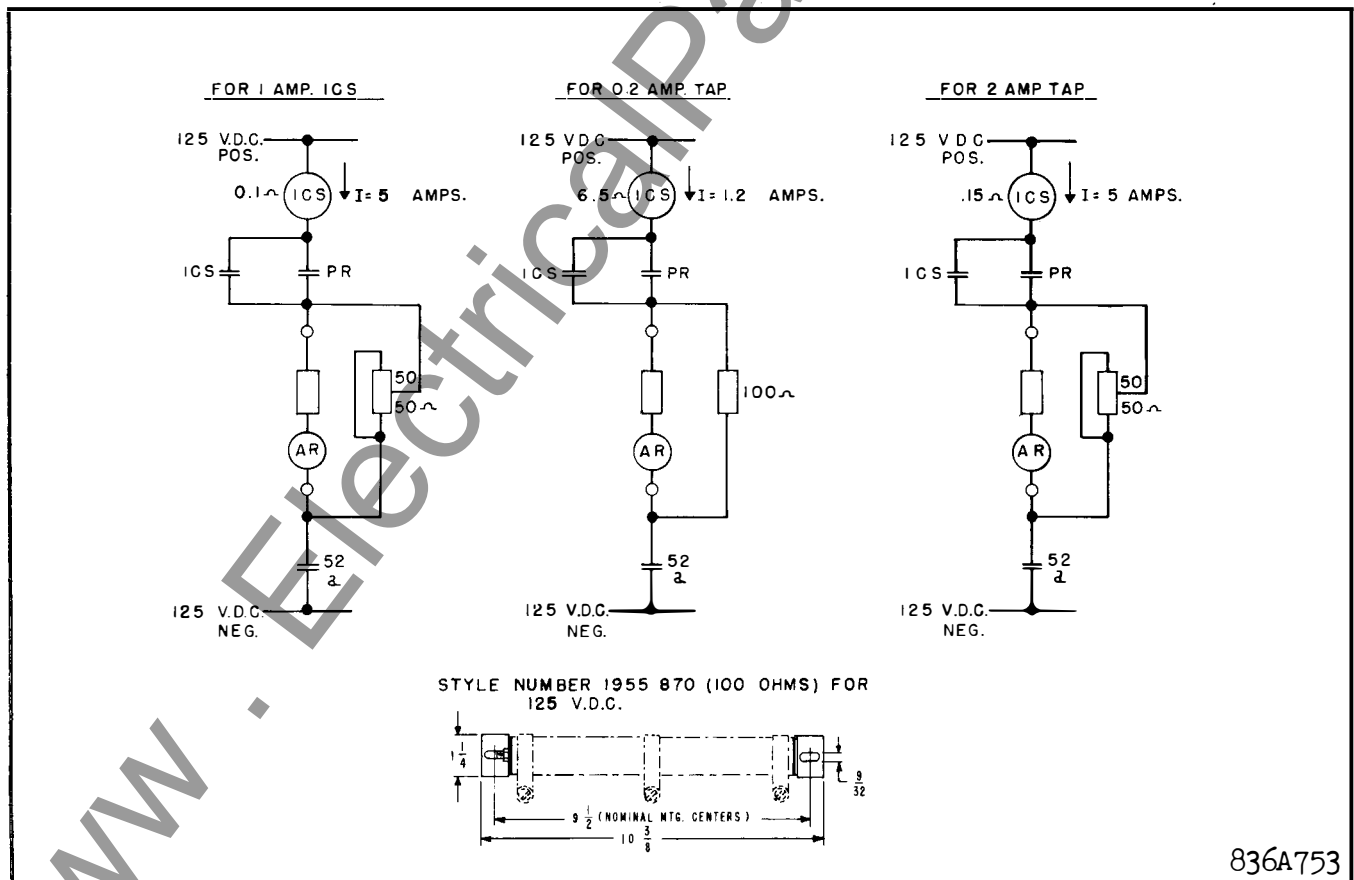 FOR 1 AMP. ICS
125 V.D.C.
POS.
0.1Ω
ICS
I= 5 AMPS.
ICS
PR
50
50Ω
AR
52
a
125 V.D.C.
NEG.
FOR 0.2 AMP. TAP
125 VDC
POS.
6.5Ω
ICS
I= 1.2 AMPS.
ICS
PR
100Ω
AR
52
a
125 V.D.C.
NEG.
FOR 2 AMP TAP
125 VDC
POS.
.15Ω
ICS
I= 5 AMPS.
ICS
PR
50
50Ω
AR
52
a
125 V.D.C.
NEG.
STYLE NUMBER 1955 870 (100 OHMS) FOR
125 V.D.C.
1 1/4
9/32
9 1/2 (NOMINAL MTG. CENTERS)
10 3/8
836A753
www . ElectricalPa